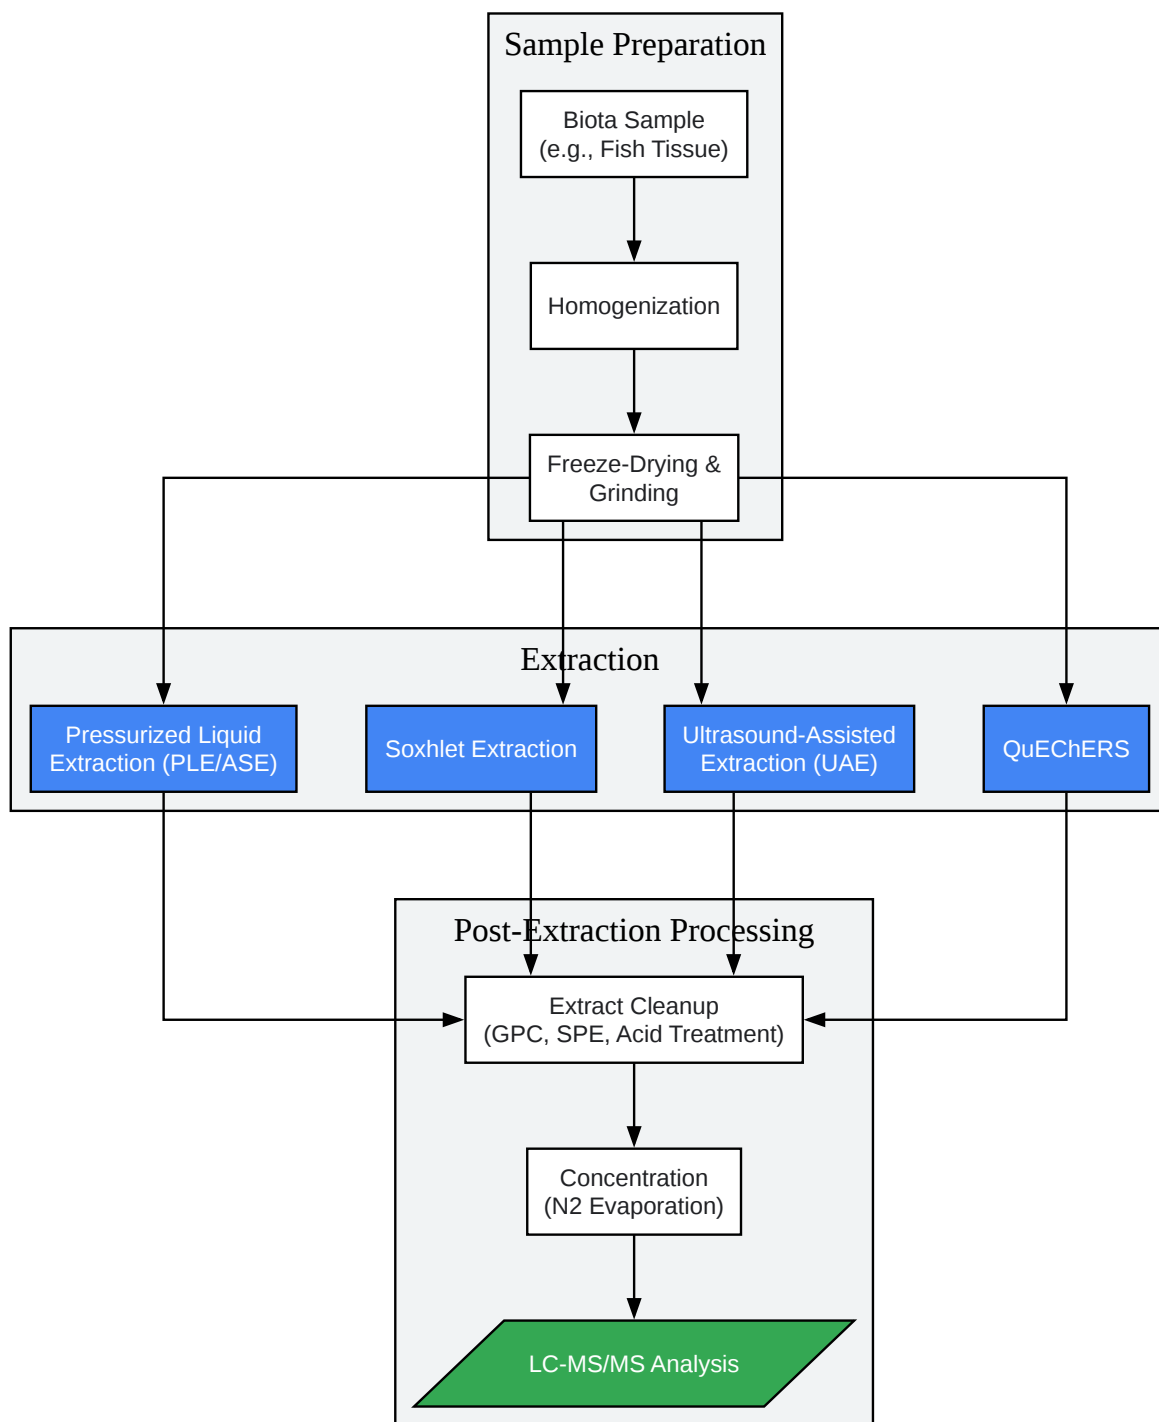 Sample Preparation
Biota Sample
(e.g., Fish Tissue)
Homogenization
Freeze-Drying &
Grinding
Extraction
Pressurized Liquid
Extraction (PLE/ASE)
Soxhlet Extraction
Ultrasound-Assisted
Extraction (UAE)
QuEChERS
Post-Extraction Processing
Extract Cleanup
(GPC, SPE, Acid Treatment)
Concentration
(N2 Evaporation)
LC-MS/MS Analysis